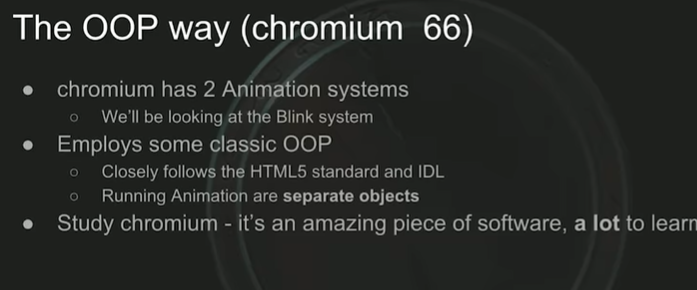 The OOP way (chromium 66)
● chromium has 2 Animation systems
○ We'll be looking at the Blink system
● Employs some classic OOP
○ Closely follows the HTML5 standard and IDL
○ Running Animation are separate objects
● Study chromium - it's an amazing piece of software, a lot to learn